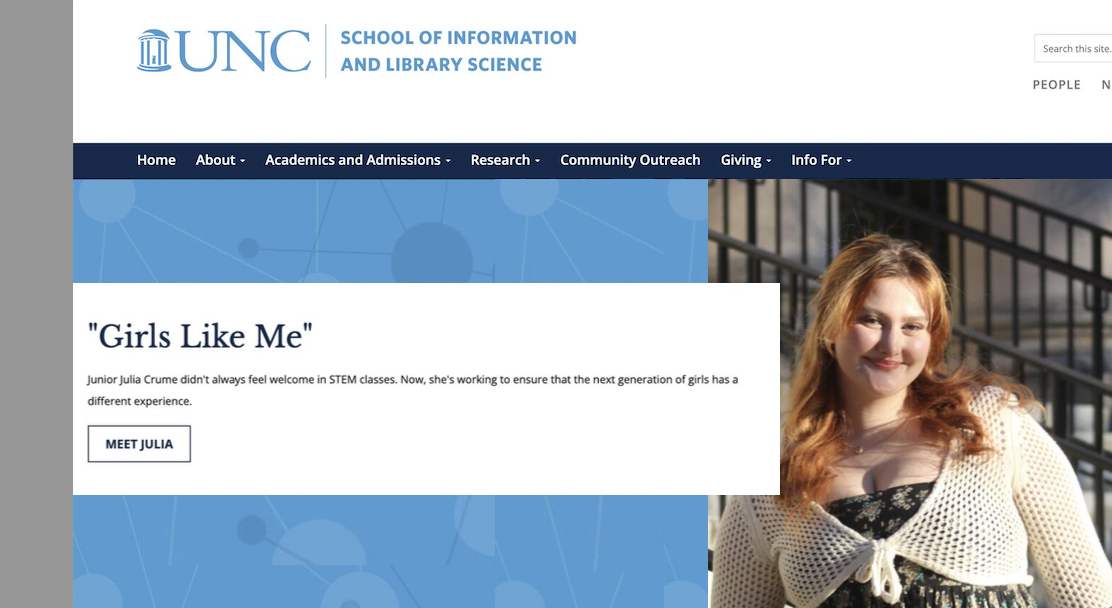 UNC
SCHOOL OF INFORMATION
AND LIBRARY SCIENCE
Search this site.
PEOPLE N
Home About Academics and Admissions Research Community Outreach Giving Info For
"Girls Like Me"
Junior Julia Crume didn't always feel welcome in STEM classes. Now, she's working to ensure that the next generation of girls has a
different experience.
MEET JULIA